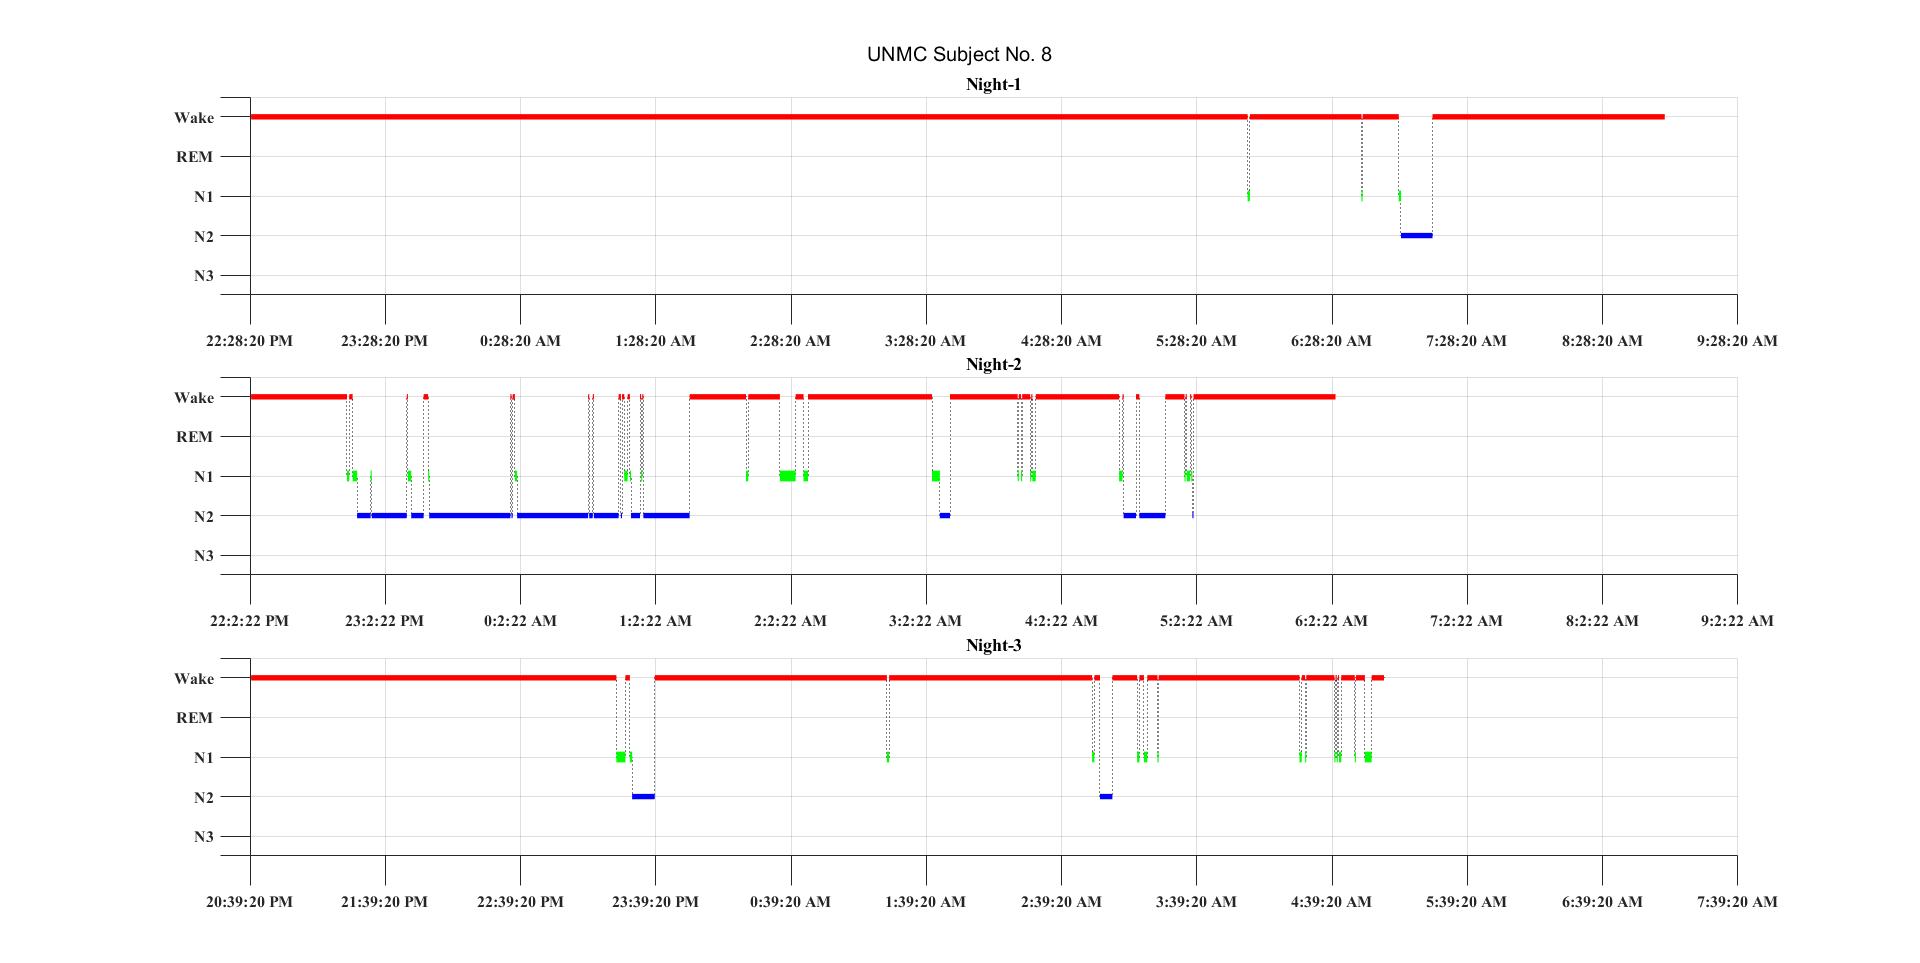 UNMC Subject No. 8
Night-1
Wake
REM
N1
N2
N3
22:28:20 PM 23:28:20 PM 0:28:20 AM 1:28:20 AM 2:28:20 AM 3:28:20 AM 4:28:20 AM 5:28:20 AM 6:28:20 AM 7:28:20 AM 8:28:20 AM 9:28:20 AM
Night-2
Wake
REM
N1
N2
N3
22:2:22 PM 23:2:22 PM 0:2:22 AM 1:2:22 AM 2:2:22 AM 3:2:22 AM 4:2:22 AM 5:2:22 AM 6:2:22 AM 7:2:22 AM 8:2:22 AM 9:2:22 AM
Night-3
Wake
REM
N1
N2
N3
20:39:20 PM 21:39:20 PM 22:39:20 PM 23:39:20 PM 0:39:20 AM 1:39:20 AM 2:39:20 AM 3:39:20 AM 4:39:20 AM 5:39:20 AM 6:39:20 AM 7:39:20 AM